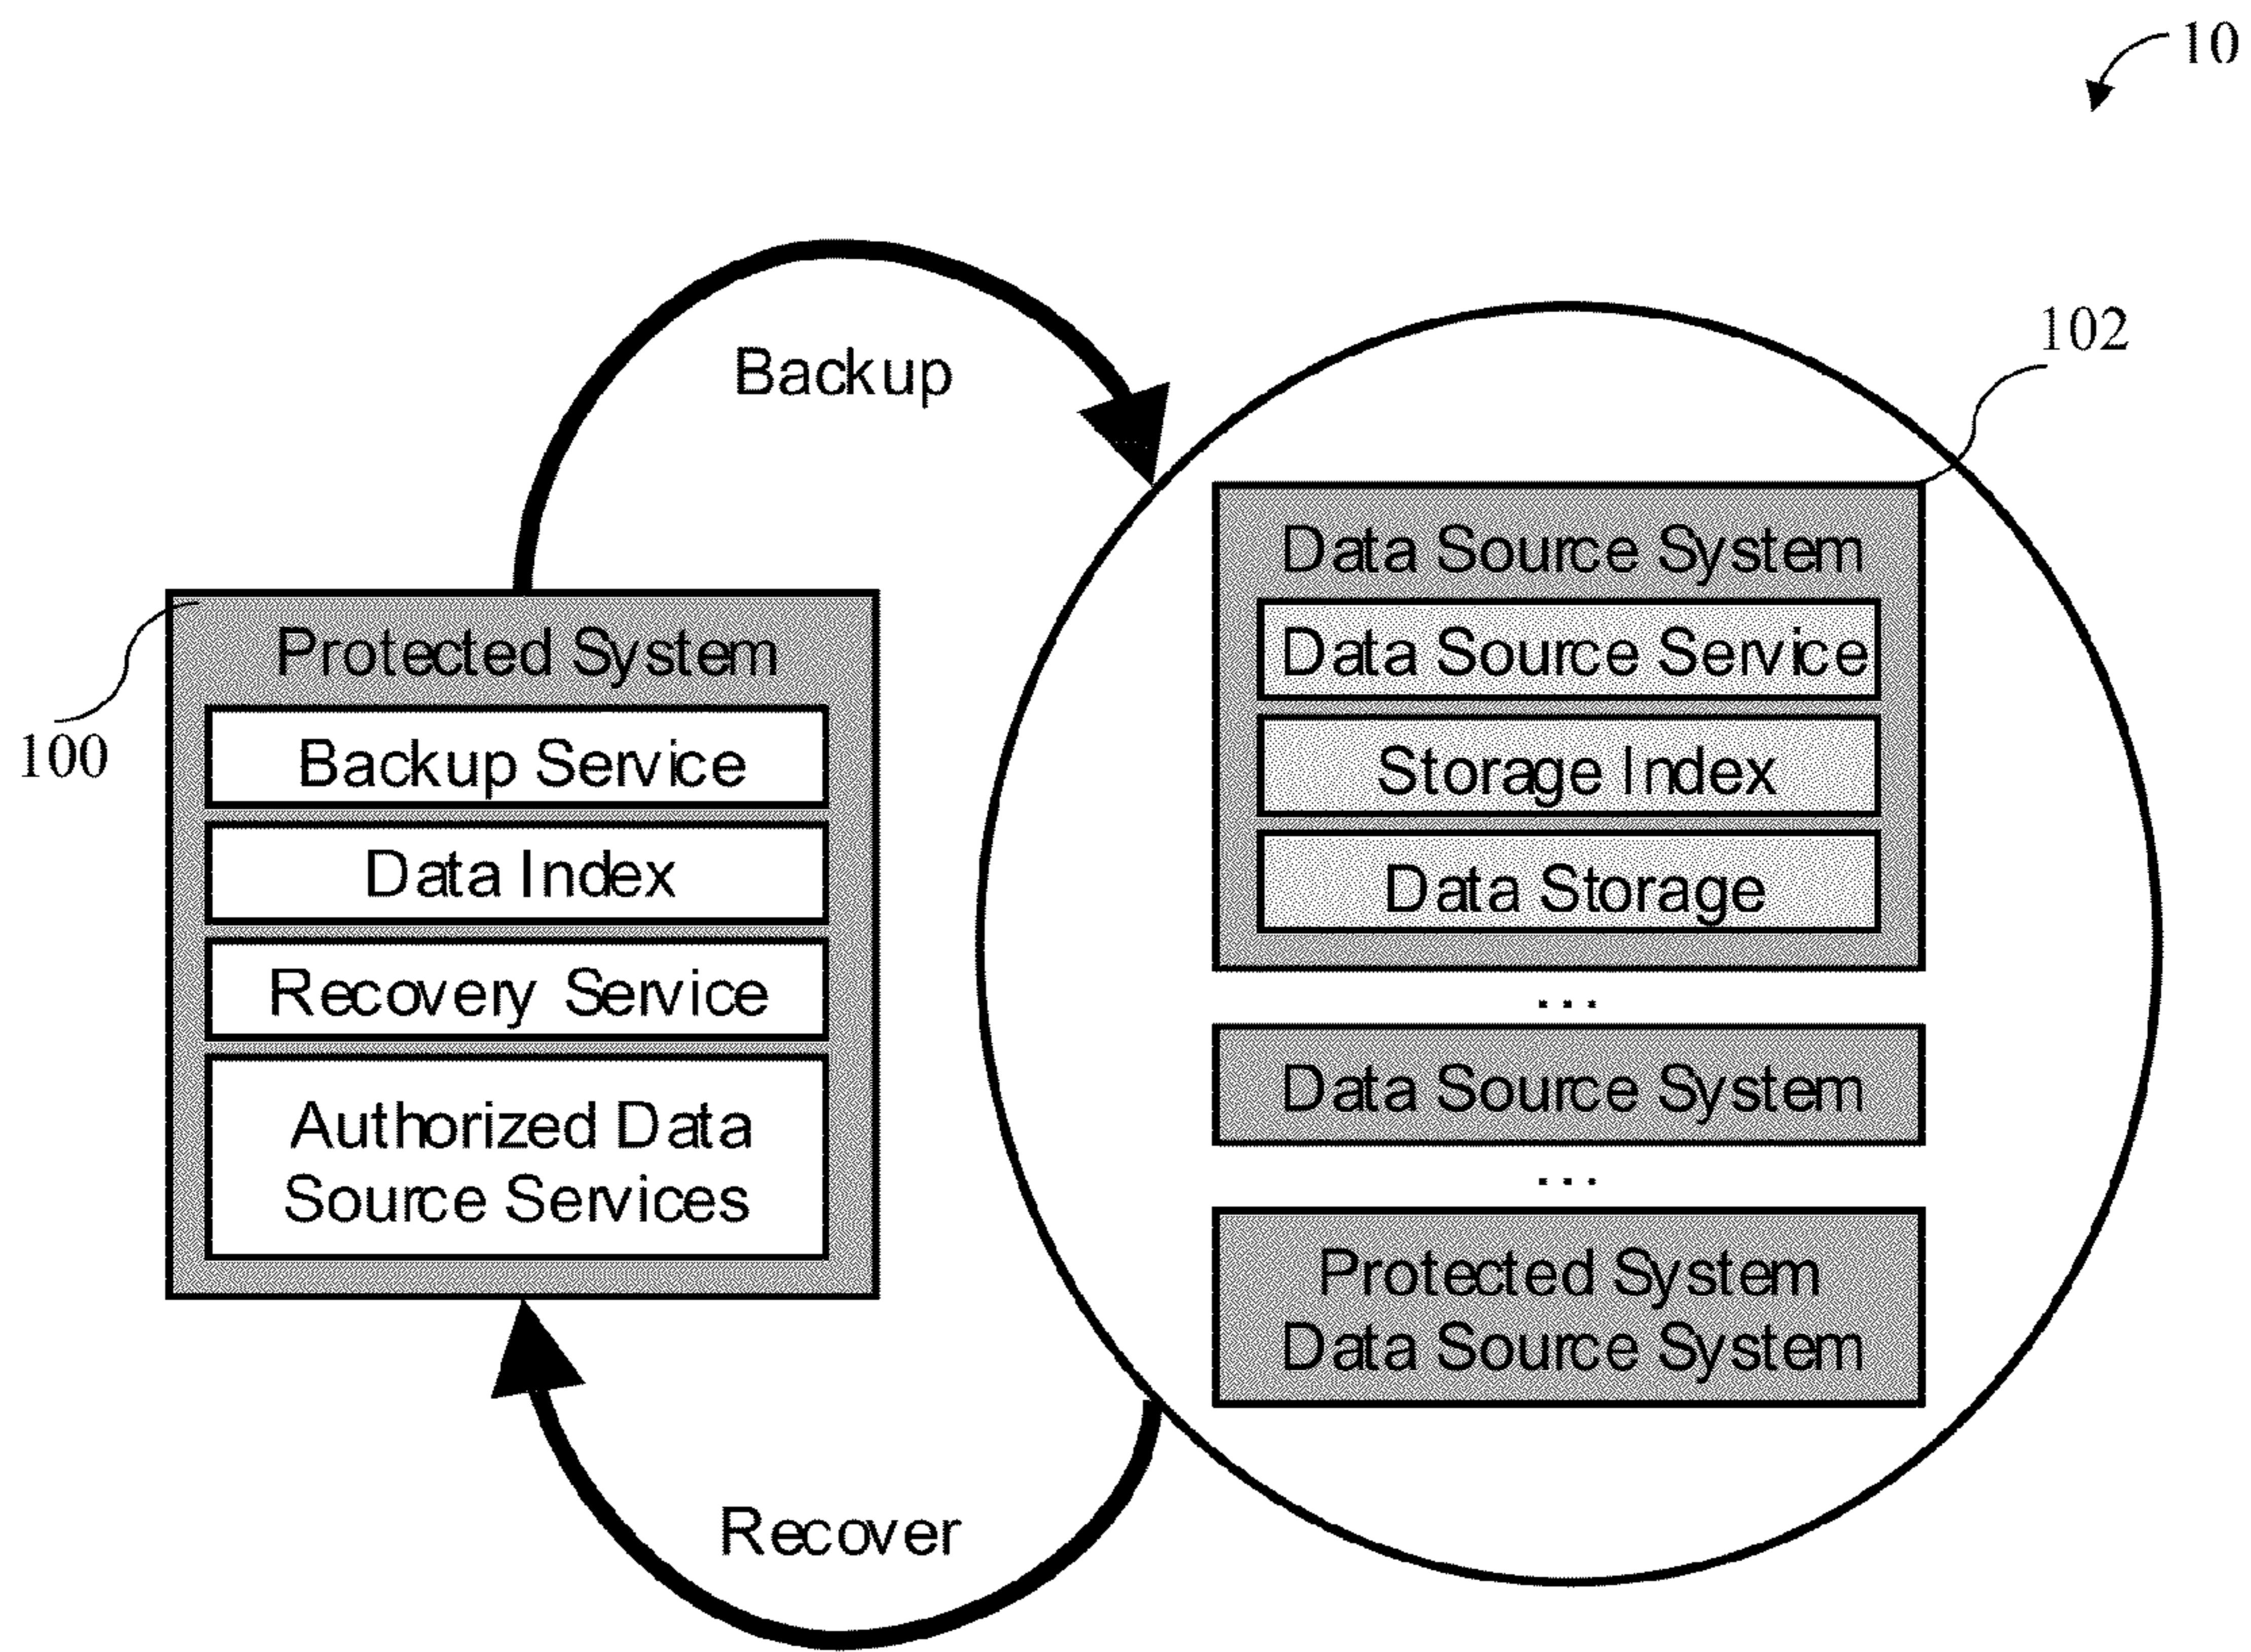 10
Backup
102
Protected System
100
Backup Service
Data Index
Recovery Service
Authorized Data
Source Services
Data Source System
Data Source Service
Storage Index
Data Storage
...
Data Source System
...
Protected System
Data Source System
Recover